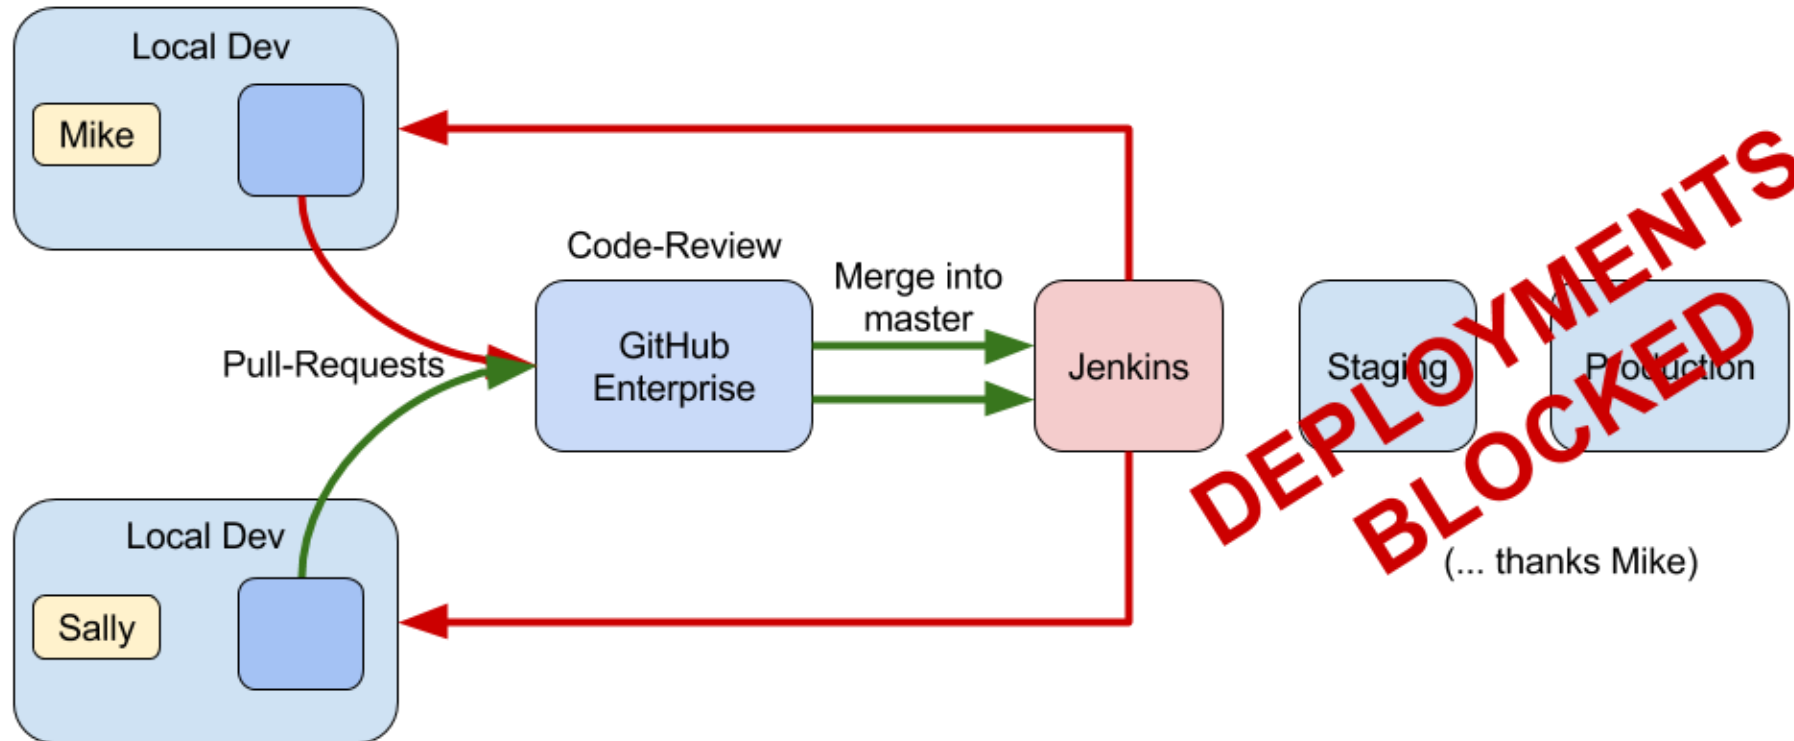 Local Dev
Mike
Code-Review
Merge into
master
Pull-Requests
GitHub
Enterprise
Jenkins
Staging
Production
DEPLOYMENTS
BLOCKED
(... thanks Mike)
Local Dev
Sally